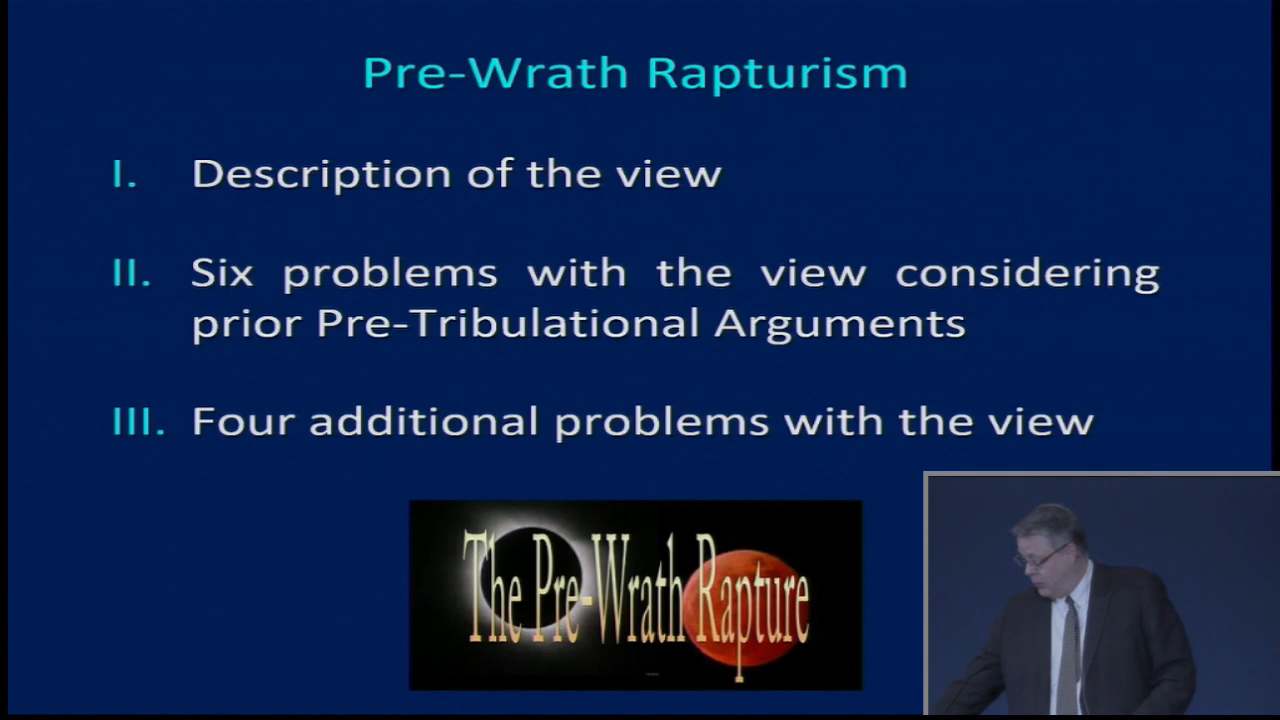 Pre-Wrath Rapturism
I. Description of the view
II. Six problems with the view considering
prior Pre-Tribulational Arguments
III. Four additional problems with the view
The Pre-Wrath Rapture